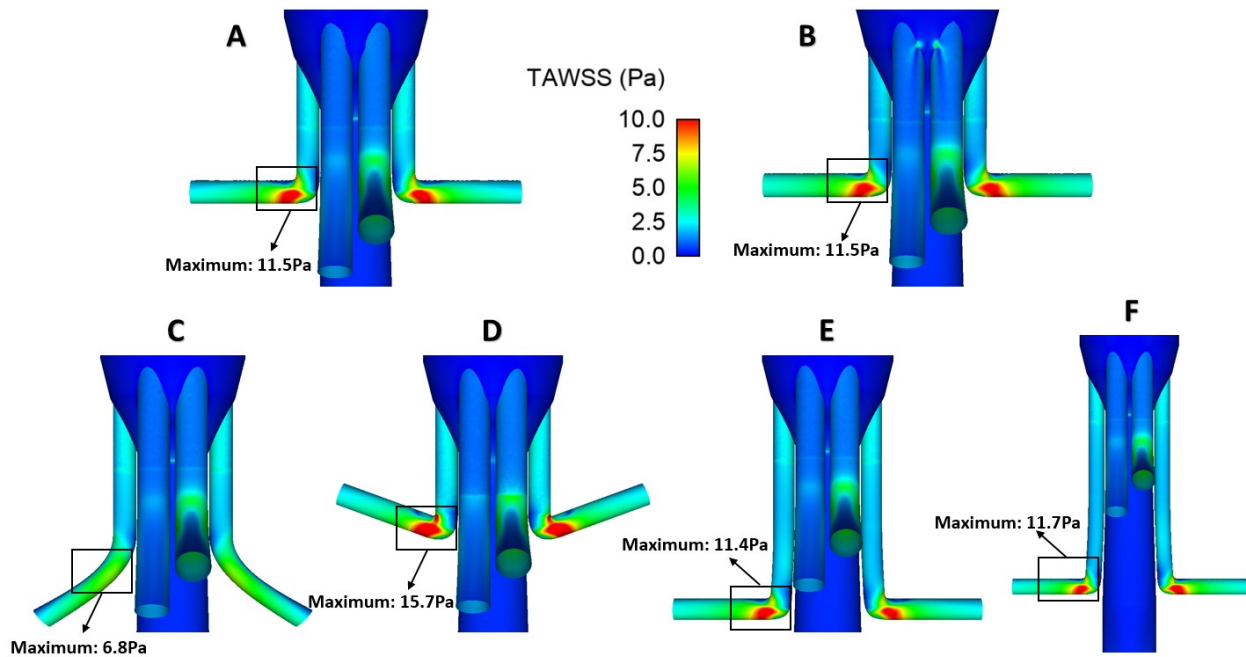 A
B
TAWSS (Pa)
10.0
7.5
5.0
2.5
0.0
Maximum: 11.5Pa
Maximum: 11.5Pa
C
D
E
F
Maximum: 11.7Pa
Maximum: 11.4Pa
Maximum: 15.7Pa
Maximum: 6.8Pa